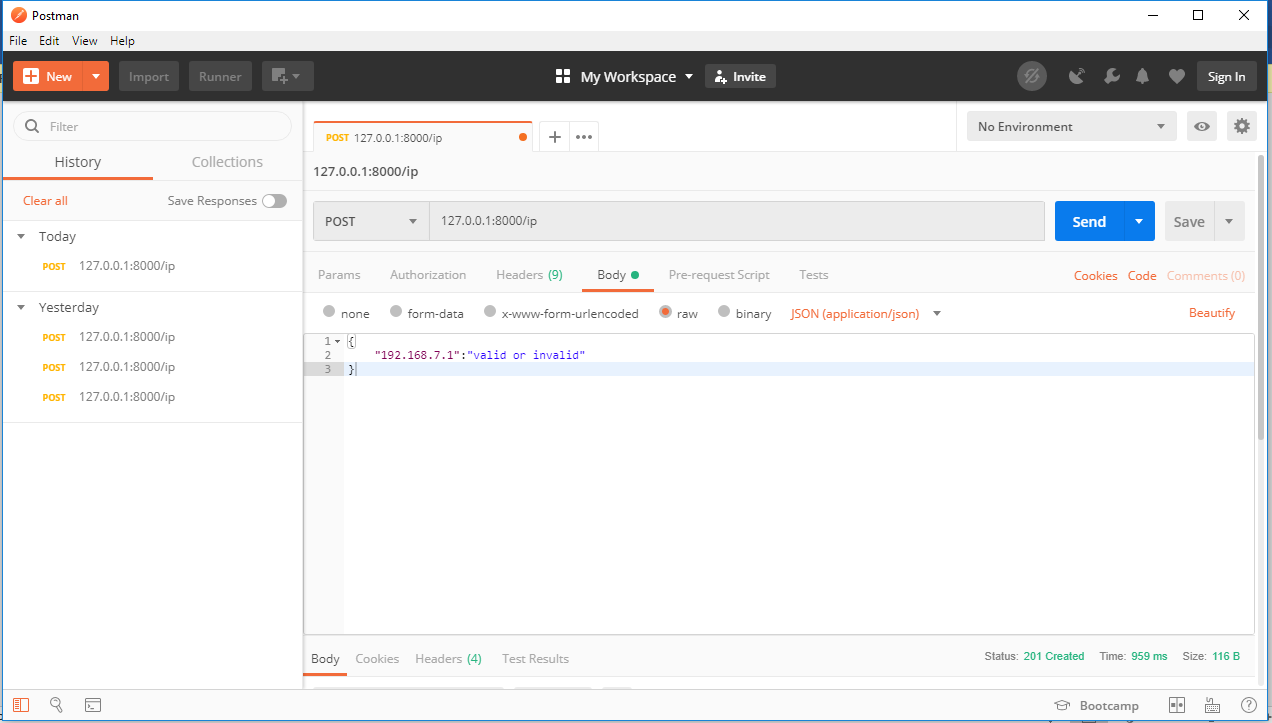 Postman
File Edit View Help
New Import Runner My Workspace Invite Sign In
Filter
History Collections
Clear all Save Responses
Today
POST 127.0.0.1:8000/ip
Yesterday
POST 127.0.0.1:8000/ip
POST 127.0.0.1:8000/ip
POST 127.0.0.1:8000/ip
POST 127.0.0.1:8000/ip No Environment
127.0.0.1:8000/ip
POST 127.0.0.1:8000/ip Send Save
Params Authorization Headers (9) Body Pre-request Script Tests Cookies Code Comments (0)
none form-data x-www-form-urlencoded raw binary JSON (application/json) Beautify
1 {
2 "192.168.7.1":"valid or invalid"
3 }
Body Cookies Headers (4) Test Results Status: 201 Created Time: 959 ms Size: 116 B
Bootcamp